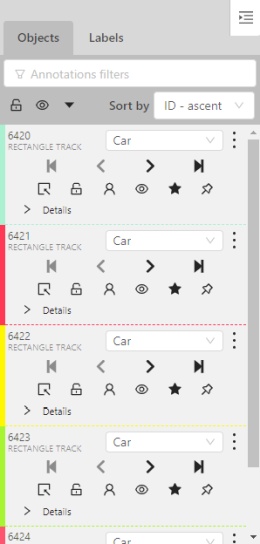 Objects Labels
Annotations filters
Sort by ID - ascent
6420 Car
RECTANGLE TRACK
Details
6421 Car
RECTANGLE TRACK
Details
6422 Car
RECTANGLE TRACK
Details
6423 Car
RECTANGLE TRACK
Details
6424 Car